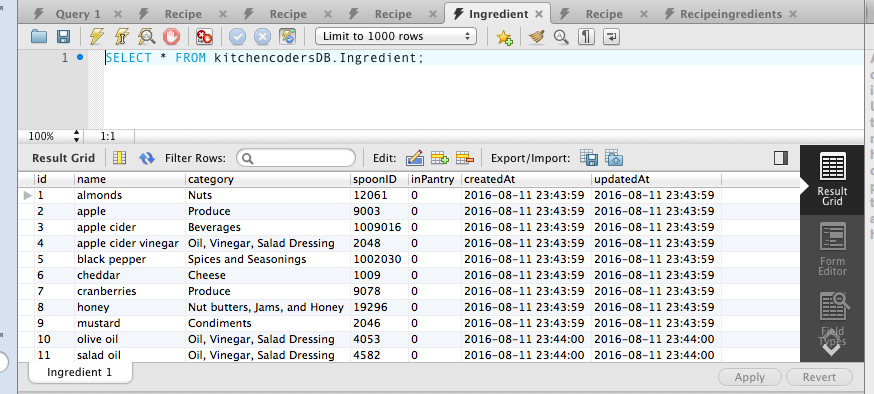 Query 1 Recipe Recipe Recipe Ingredient Recipe Recipeingredients
Limit to 1000 rows
1 SELECT * FROM kitchencodersDB.Ingredient;
100% 1:1
Result Grid Filter Rows: Edit: Export/Import:
id name category spoonID inPantry createdAt updatedAt
1 almonds Nuts 12061 0 2016-08-11 23:43:59 2016-08-11 23:43:59
2 apple Produce 9003 0 2016-08-11 23:43:59 2016-08-11 23:43:59
3 apple cider Beverages 1009016 0 2016-08-11 23:43:59 2016-08-11 23:43:59
4 apple cider vinegar Oil, Vinegar, Salad Dressing 2048 0 2016-08-11 23:43:59 2016-08-11 23:43:59
5 black pepper Spices and Seasonings 1002030 0 2016-08-11 23:43:59 2016-08-11 23:43:59
6 cheddar Cheese 1009 0 2016-08-11 23:43:59 2016-08-11 23:43:59
7 cranberries Produce 9078 0 2016-08-11 23:43:59 2016-08-11 23:43:59
8 honey Nut butters, Jams, and Honey 19296 0 2016-08-11 23:43:59 2016-08-11 23:43:59
9 mustard Condiments 2046 0 2016-08-11 23:43:59 2016-08-11 23:43:59
10 olive oil Oil, Vinegar, Salad Dressing 4053 0 2016-08-11 23:44:00 2016-08-11 23:44:00
11 salad oil Oil, Vinegar, Salad Dressing 4582 0 2016-08-11 23:44:00 2016-08-11 23:44:00
Result
Grid
Form
Editor
Field
Types
Ingredient 1
Apply Revert